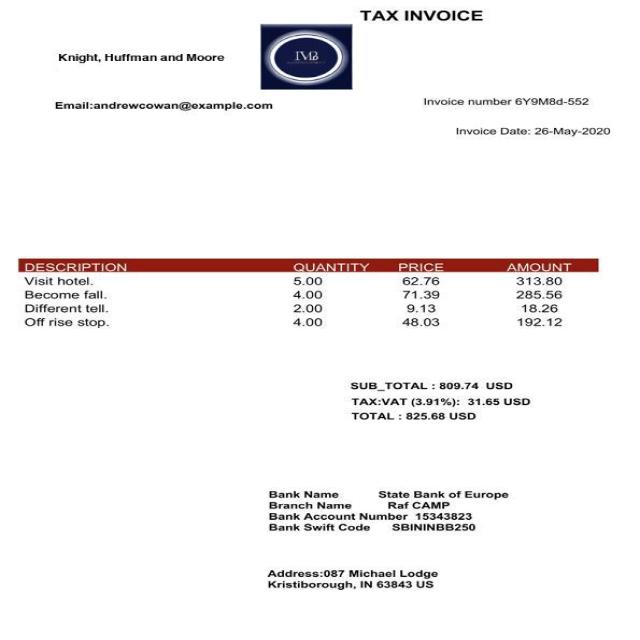 TAX INVOICE
Knight, Huffman and Moore
Email:andrewcowan@example.com
Invoice number 6Y9M8d-552
Invoice Date: 26-May-2020
DESCRIPTION QUANTITY PRICE AMOUNT
Visit hotel. 5.00 62.76 313.80
Become fall. 4.00 71.39 285.56
Different tell. 2.00 9.13 18.26
Off rise stop. 4.00 48.03 192.12
SUB_TOTAL : 809.74 USD
TAX:VAT (3.91%): 31.65 USD
TOTAL : 825.68 USD
Bank Name State Bank of Europe
Branch Name Raf CAMP
Bank Account Number 15343823
Bank Swift Code SBININBB250
Address:087 Michael Lodge
Kristiborough, IN 63843 US